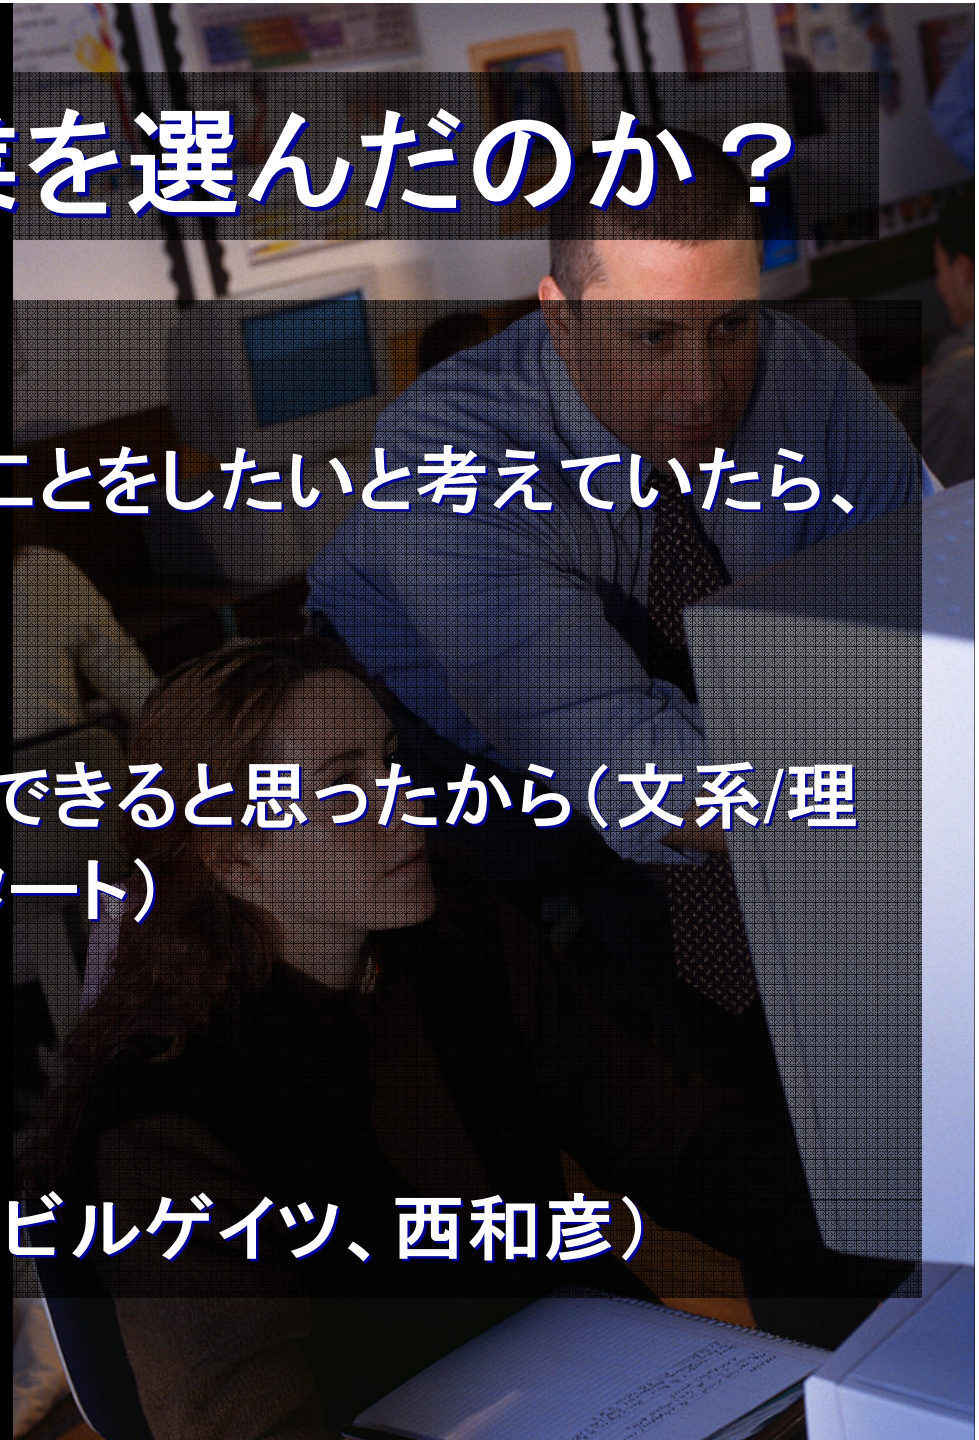 業を選んだのか？
ことをしたいと考えていたら、
できると思ったから（文系/理
タート）
ビルゲイツ、西和彦）